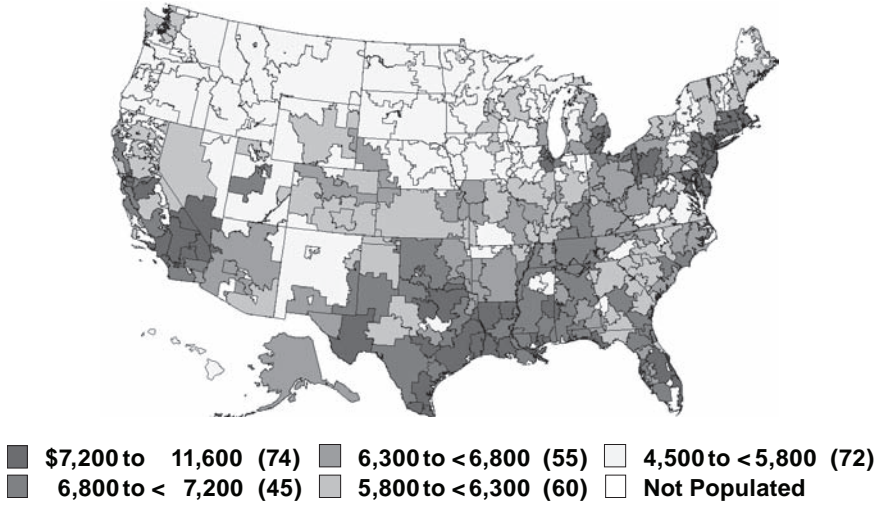 $7,200 to 11,600 (74) 6,300 to < 6,800 (55) 4,500 to < 5,800 (72)
6,800 to < 7,200 (45) 5,800 to < 6,300 (60) Not Populated